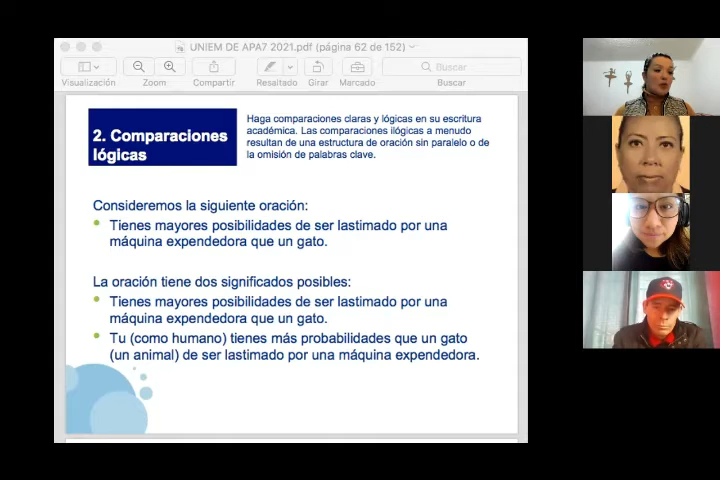 UNIEM DE APA7 2021.pdf (página 62 de 152)
Visualización
Zoom
Compartir
Resaltado
Girar
Marcado
Buscar
Buscar
2. Comparaciones
lógicas
Haga comparaciones claras y lógicas en su escritura
académica. Las comparaciones ilógicas a menudo
resultan de una estructura de oración sin paralelo o de
la omisión de palabras clave.
Consideremos la siguiente oración:
Tienes mayores posibilidades de ser lastimado por una
máquina expendedora que un gato.
La oración tiene dos significados posibles:
Tienes mayores posibilidades de ser lastimado por una
máquina expendedora que un gato.
Tu (como humano) tienes más probabilidades que un gato
(un animal) de ser lastimado por una máquina expendedora.